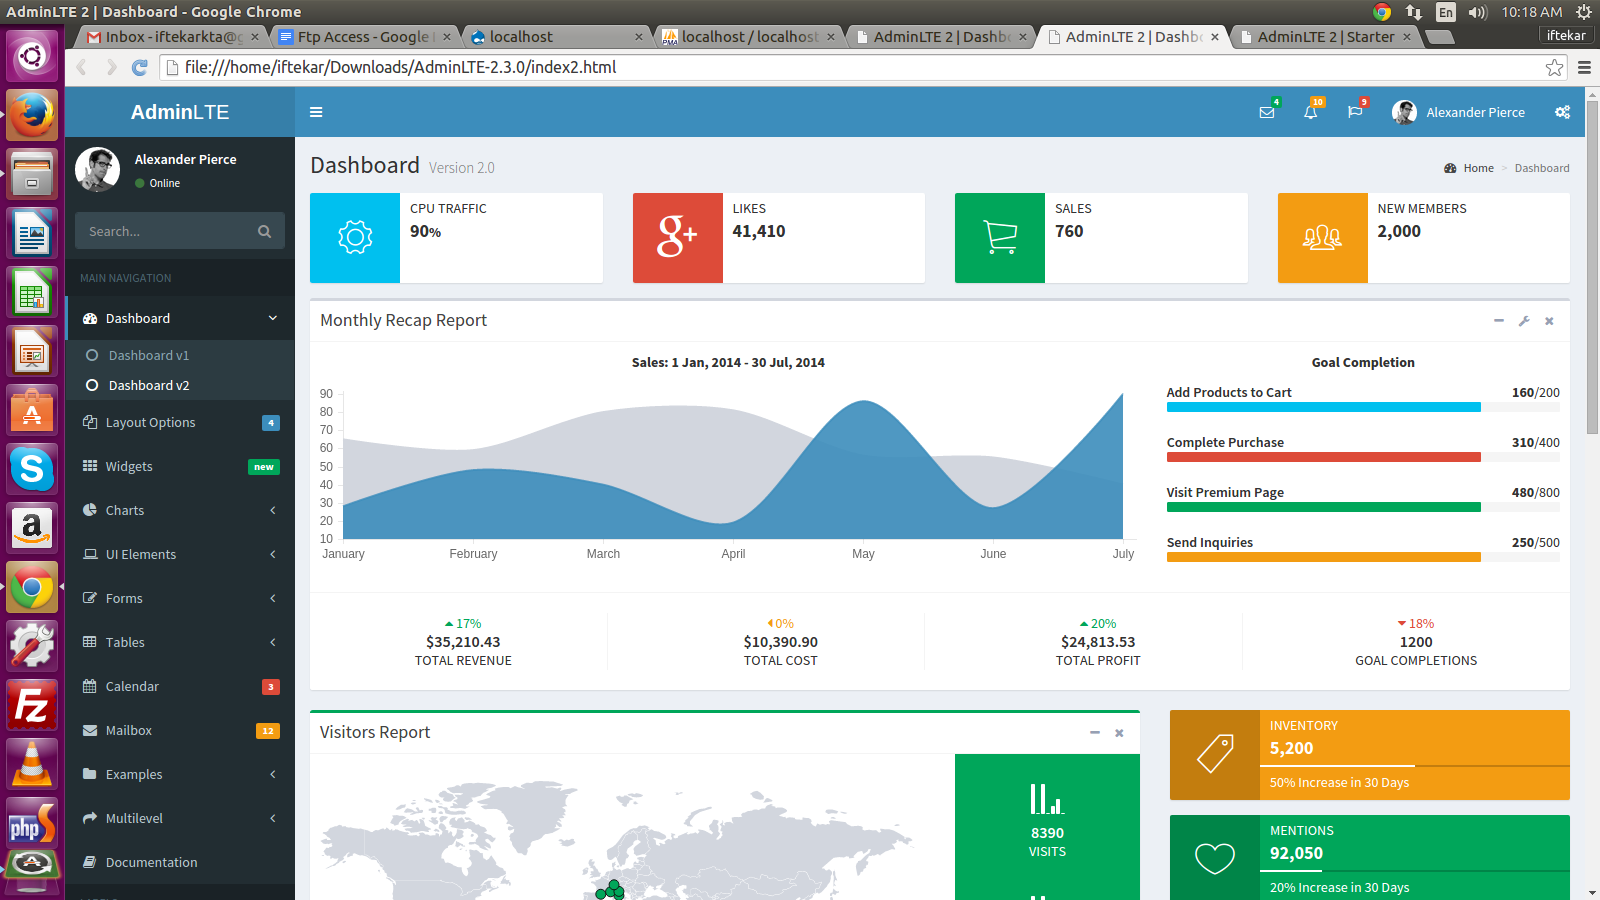 AdminLTE 2 | Dashboard - Google Chrome
En
10:18 AM
Inbox - iftekarkta@g
Ftp Access - Google
localhost
localhost / localhost
AdminLTE 2 | Dashb
AdminLTE 2 | Dashb
AdminLTE 2 | Starter
iftekar
file:///home/iftekar/Downloads/AdminLTE-2.3.0/index2.html
AdminLTE
4
10
9
Alexander Pierce
Alexander Pierce
Online
Search...
MAIN NAVIGATION
Dashboard
Dashboard v1
Dashboard v2
Layout Options 4
Widgets new
Charts
UI Elements
Forms
Tables
Calendar 3
Mailbox 12
Examples
Multilevel
Documentation
Dashboard Version 2.0
Home > Dashboard
CPU TRAFFIC
90%
g+
LIKES
41,410
SALES
760
NEW MEMBERS
2,000
Monthly Recap Report
Sales: 1 Jan, 2014 - 30 Jul, 2014
90
80
70
60
50
40
30
20
10
January February March April May June July
Goal Completion
Add Products to Cart 160/200
Complete Purchase 310/400
Visit Premium Page 480/800
Send Inquiries 250/500
17%
$35,210.43
TOTAL REVENUE
0%
$10,390.90
TOTAL COST
20%
$24,813.53
TOTAL PROFIT
18%
1200
GOAL COMPLETIONS
Visitors Report
8390
VISITS
INVENTORY
5,200
50% Increase in 30 Days
MENTIONS
92,050
20% Increase in 30 Days
S
a
Fz
php S
A
PMA